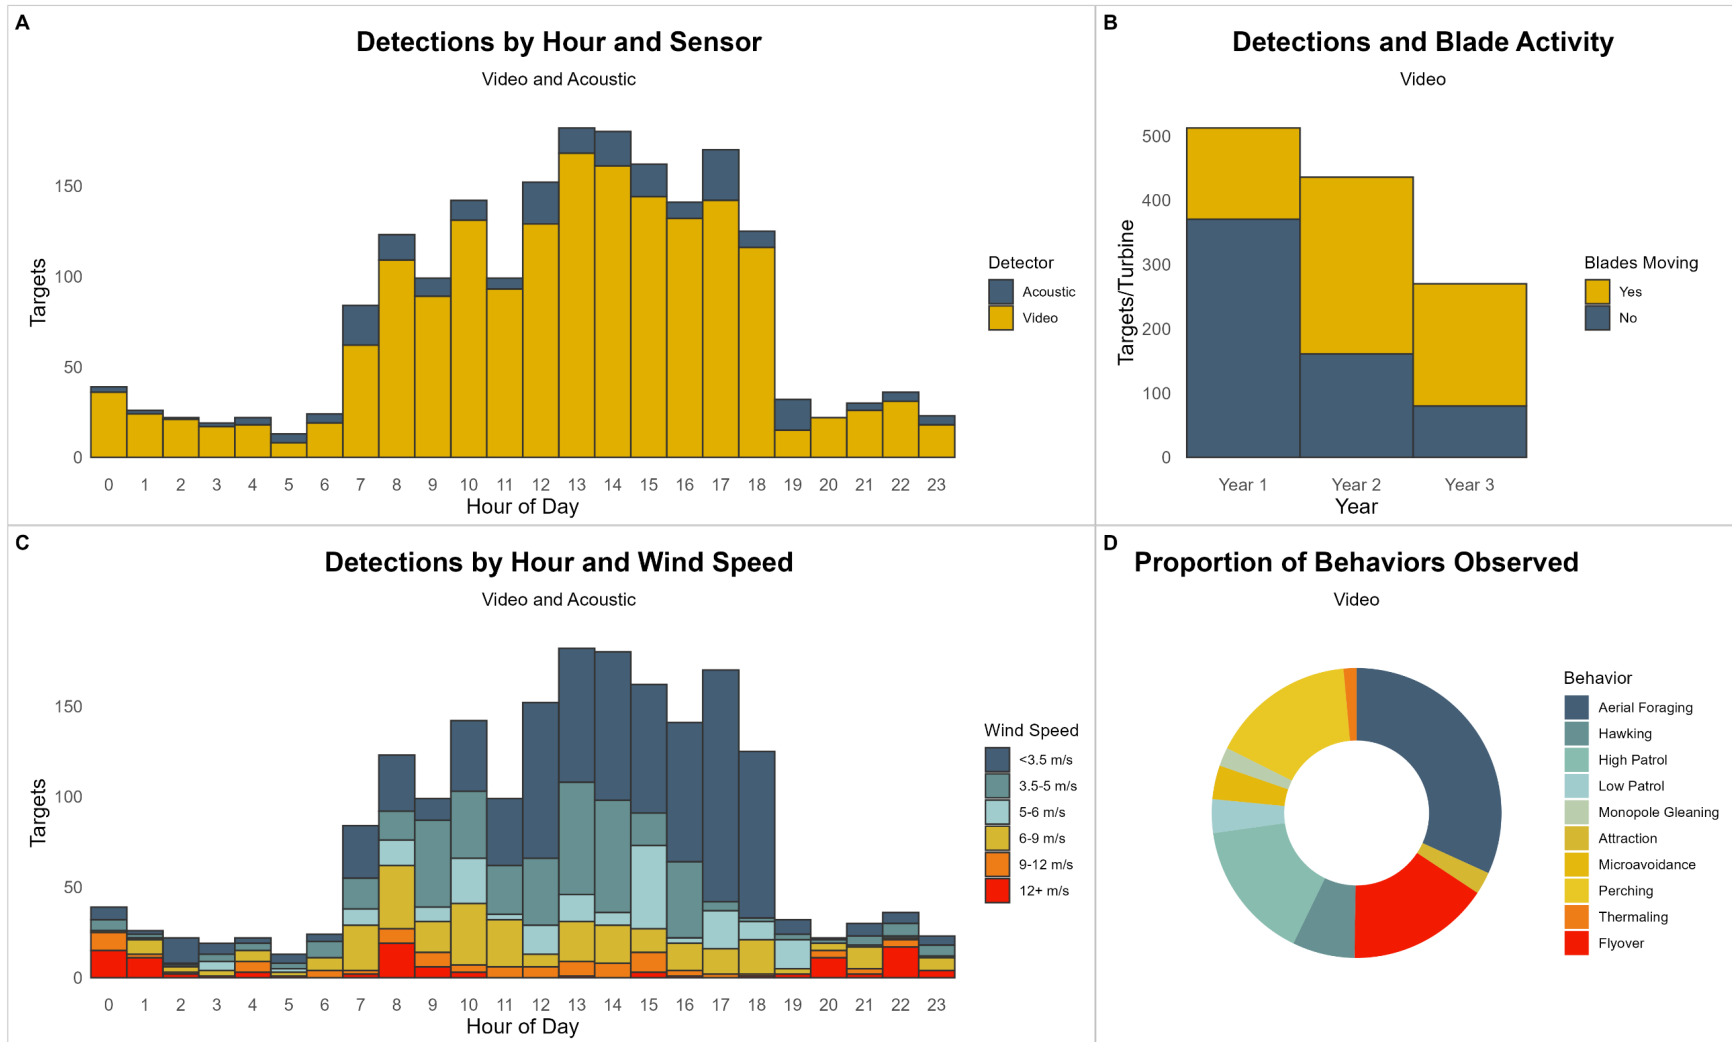 A
Detections by Hour and Sensor
Video and Acoustic
Targets
150
100
50
0
0 1 2 3 4 5 6 7 8 9 10 11 12 13 14 15 16 17 18 19 20 21 22 23
Hour of Day
Detector
Acoustic
Video
B
Detections and Blade Activity
Video
Targets/Turbine
500
400
300
200
100
0
Year 1 Year 2 Year 3
Year
Blades Moving
Yes
No
C
Detections by Hour and Wind Speed
Video and Acoustic
Targets
150
100
50
0
0 1 2 3 4 5 6 7 8 9 10 11 12 13 14 15 16 17 18 19 20 21 22 23
Hour of Day
Wind Speed
<3.5 m/s
3.5-5 m/s
5-6 m/s
6-9 m/s
9-12 m/s
12+ m/s
D
Proportion of Behaviors Observed
Video
Behavior
Aerial Foraging
Hawking
High Patrol
Low Patrol
Monopole Gleaning
Attraction
Microavoidance
Perching
Thermaling
Flyover